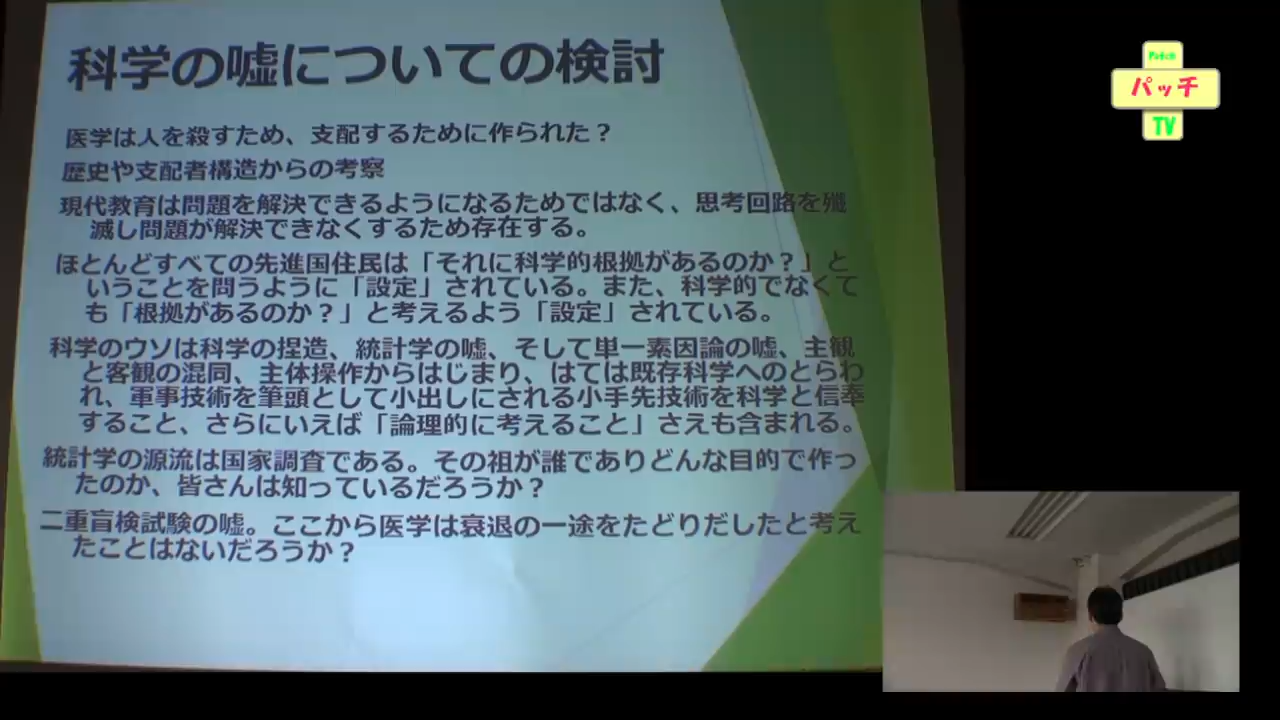 科学の嘘についての検討
医学は人を殺すため、支配するために作られた？
歴史や支配者構造からの考察
現代教育は問題を解決できるようになるためではなく、思考回路を殲
滅し問題が解決できなくするため存在する。
ほとんどすべての先進国住民は「それに科学的根拠があるのか？」と
いうことを問うように「設定」されている。また、科学的でなくて
も「根拠があるのか？」と考えるよう「設定」されている。
科学のウソは科学の捏造、統計学の嘘、そして単一素因論の嘘、主観
と客観の混同、主体操作からはじまり、はては既存科学へのとらわ
れ、軍事技術を筆頭として小出しにされる小手先技術を科学と信奉
すること、さらにいえば「論理的に考えること」さえも含まれる。
統計学の源流は国家調査である。その祖が誰でありどんな目的で作っ
たのか、皆さんは知っているだろうか？
二重盲検試験の嘘。ここから医学は衰退の一途をたどりだしたと考え
たことはないだろうか？
Patch
パッチ
TV